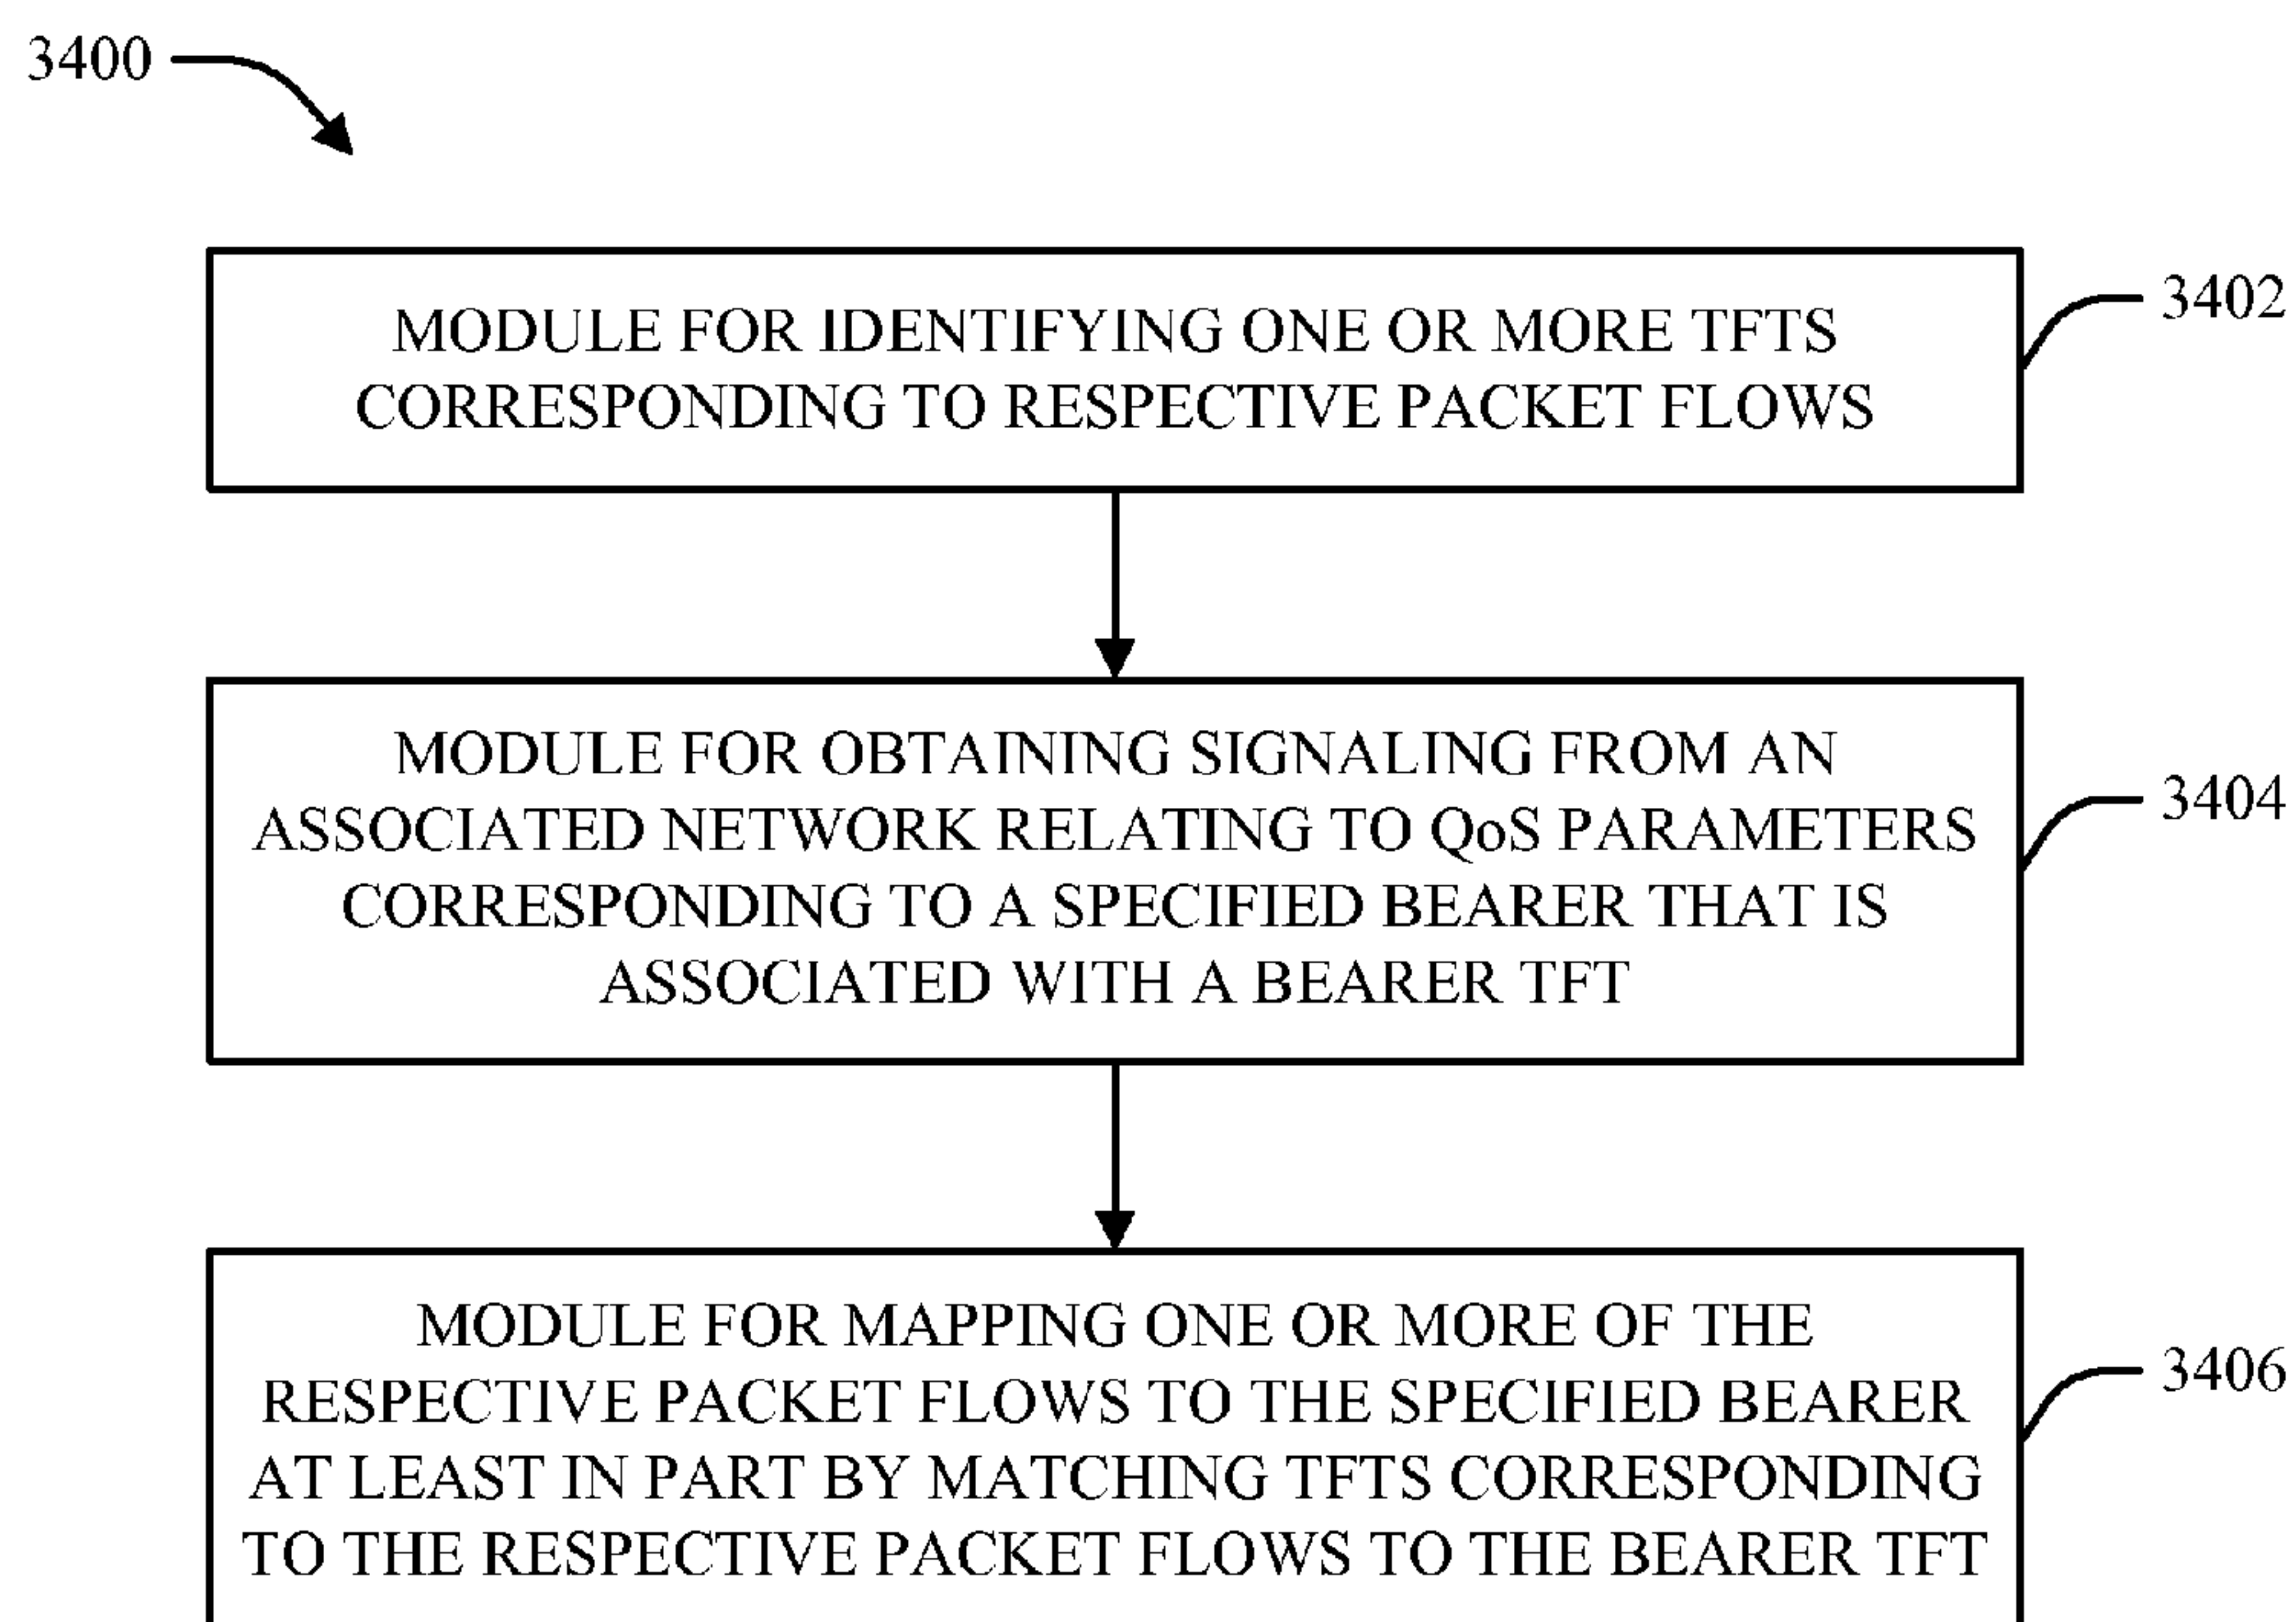 3400
MODULE FOR IDENTIFYING ONE OR MORE TFTS
CORRESPONDING TO RESPECTIVE PACKET FLOWS
3402
MODULE FOR OBTAINING SIGNALING FROM AN
ASSOCIATED NETWORK RELATING TO QoS PARAMETERS
CORRESPONDING TO A SPECIFIED BEARER THAT IS
ASSOCIATED WITH A BEARER TFT
3404
MODULE FOR MAPPING ONE OR MORE OF THE
RESPECTIVE PACKET FLOWS TO THE SPECIFIED BEARER
AT LEAST IN PART BY MATCHING TFTS CORRESPONDING
TO THE RESPECTIVE PACKET FLOWS TO THE BEARER TFT
3406